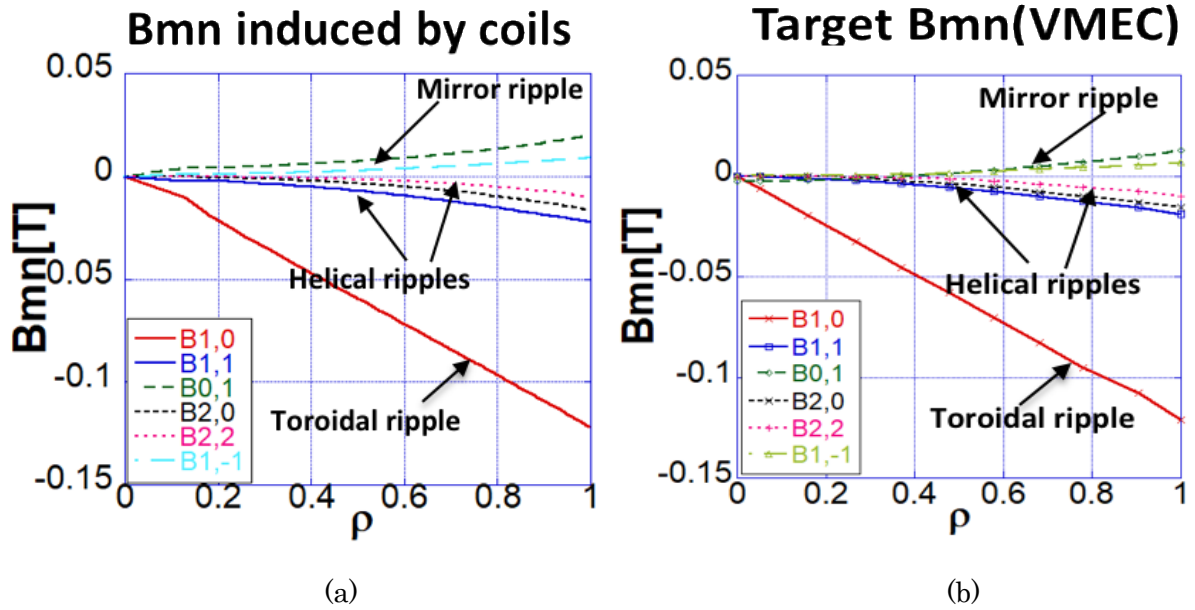 Bmn induced by coils
0.05
0
0.05
-0.1
-0.15
Bmn[T]
Mirror ripple
Helical ripples
Toroidal ripple
B1,0
B1,1
B0,1
B2,0
B2,2
B1,-1
0 0.2 0.4 0.6 0.8 1
ρ
(a)
Target Bmn(VMEC)
0.05
0
-0.05
-0.1
-0.15
Bmn[T]
Mirror ripple
Helical ripples
Toroidal ripple
B1,0
B1,1
B0,1
B2,0
B2,2
B1,-1
0 0.2 0.4 0.6 0.8 1
ρ
(b)